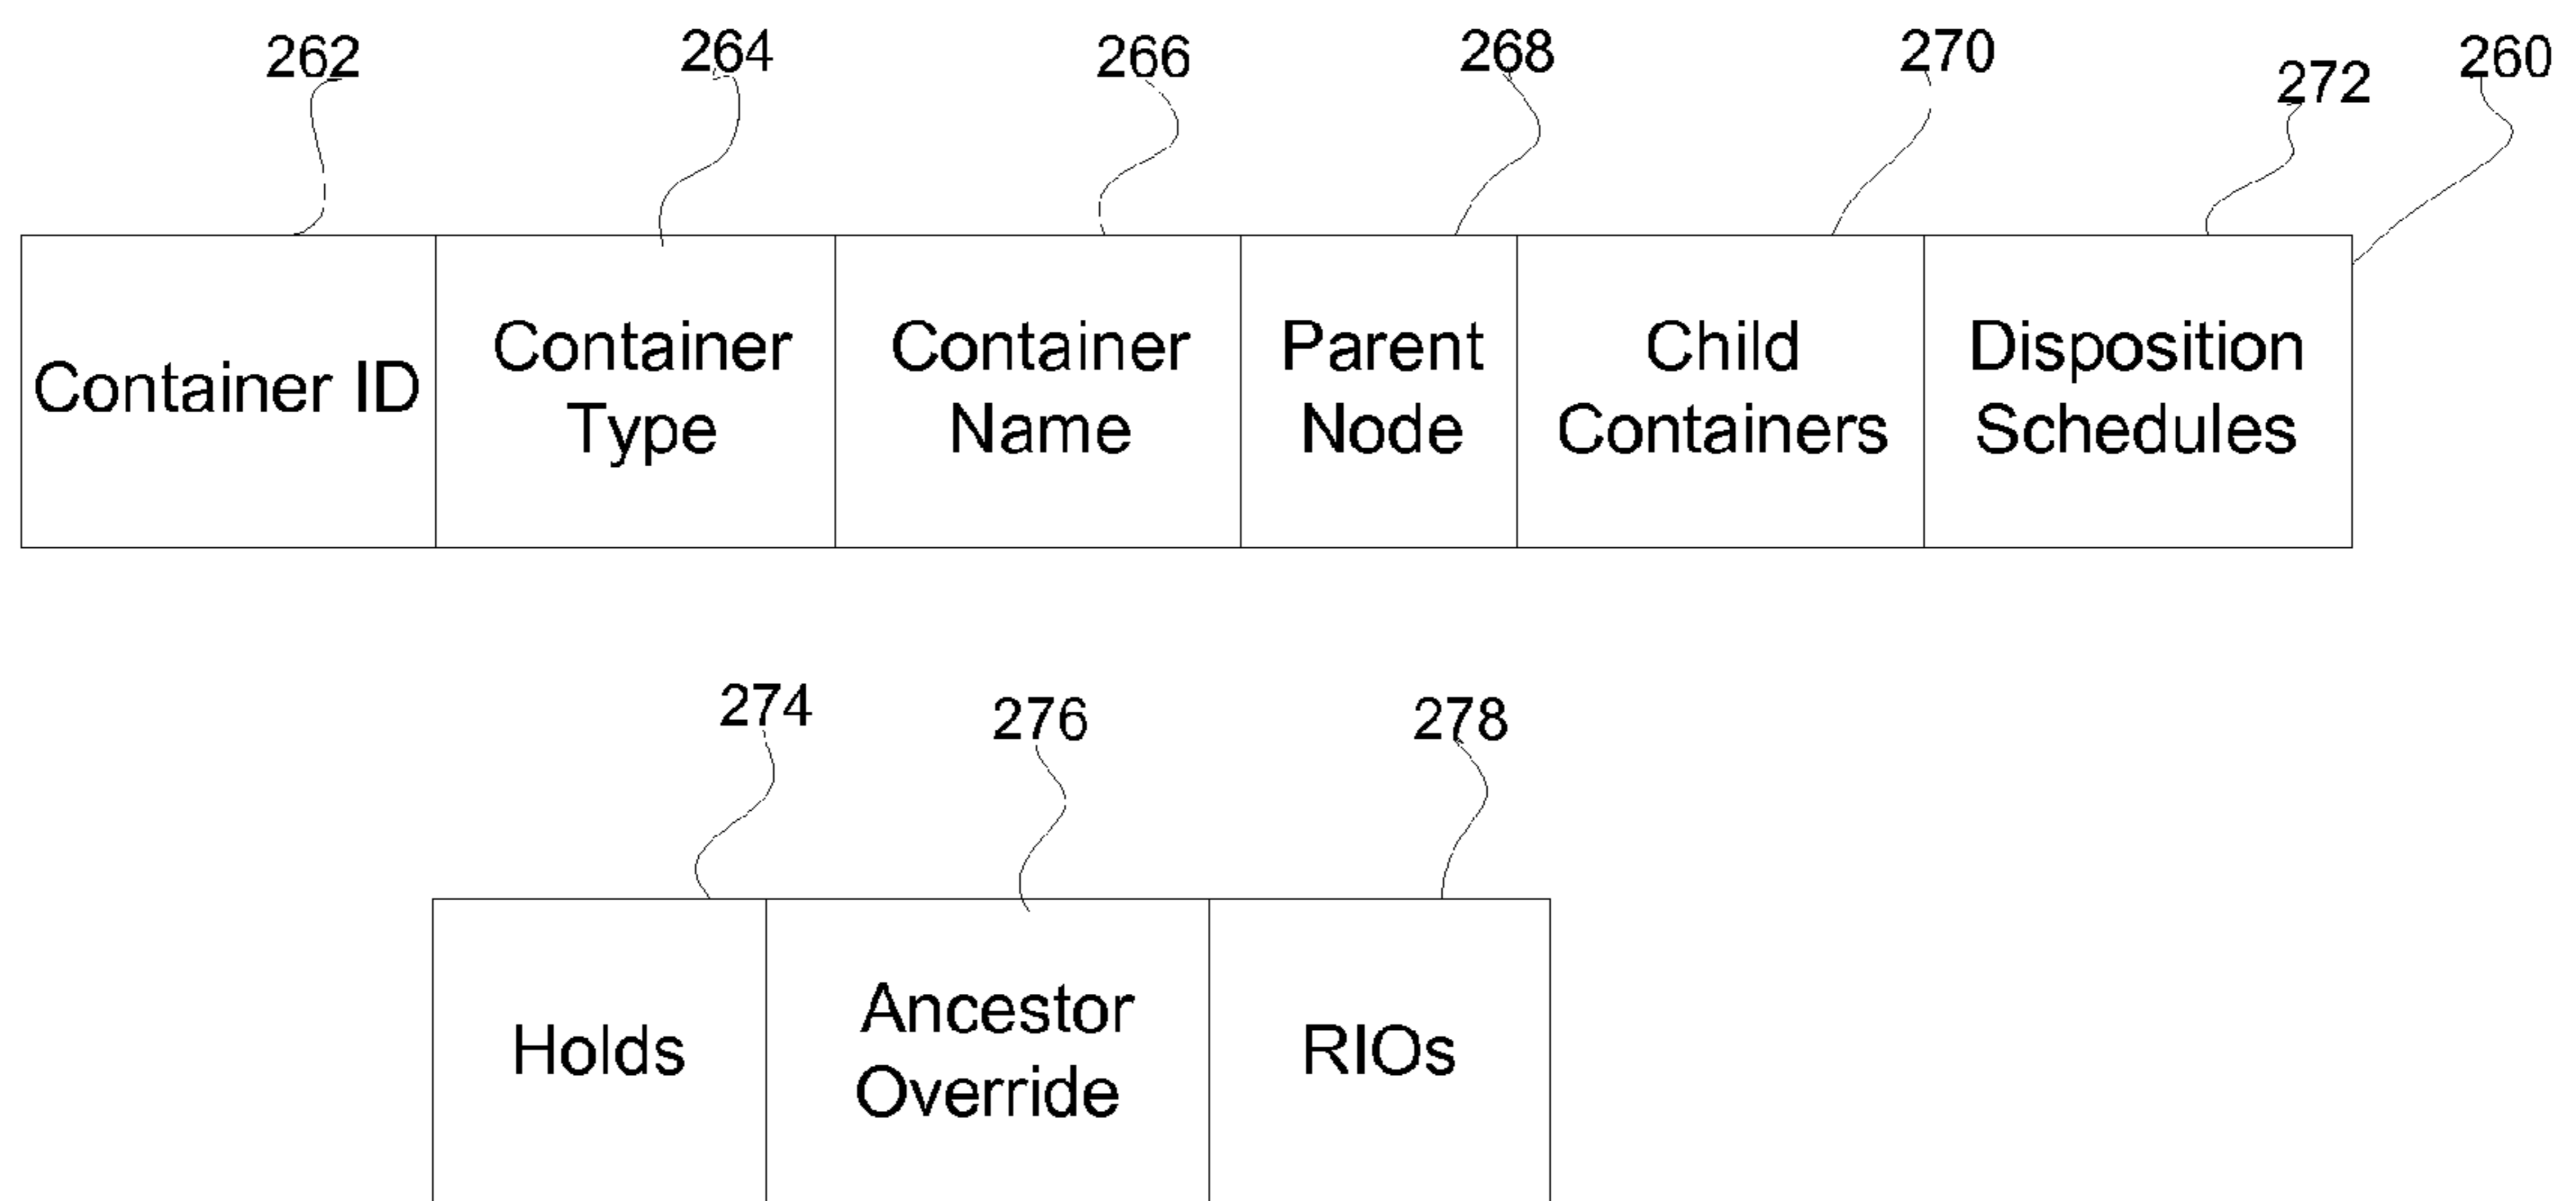 262 264 266 268 270 272 260
Container ID
Container
Type
Container
Name
Parent
Node
Child
Containers
Disposition
Schedules
274 276 278
Holds
Ancestor
Override
RIOs